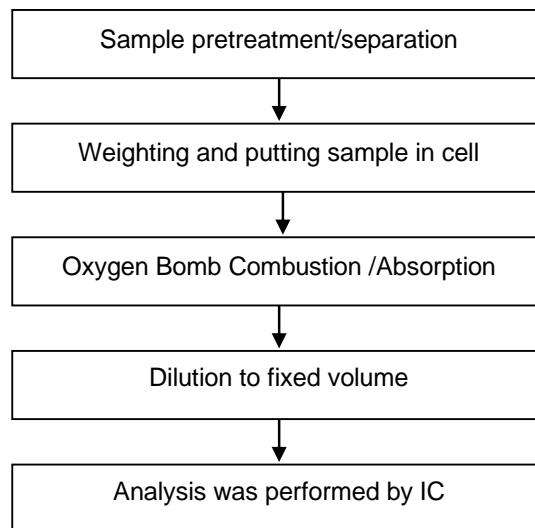 Sample pretreatment/separation
Weighting and putting sample in cell
Oxygen Bomb Combustion /Absorption
Dilution to fixed volume
Analysis was performed by IC